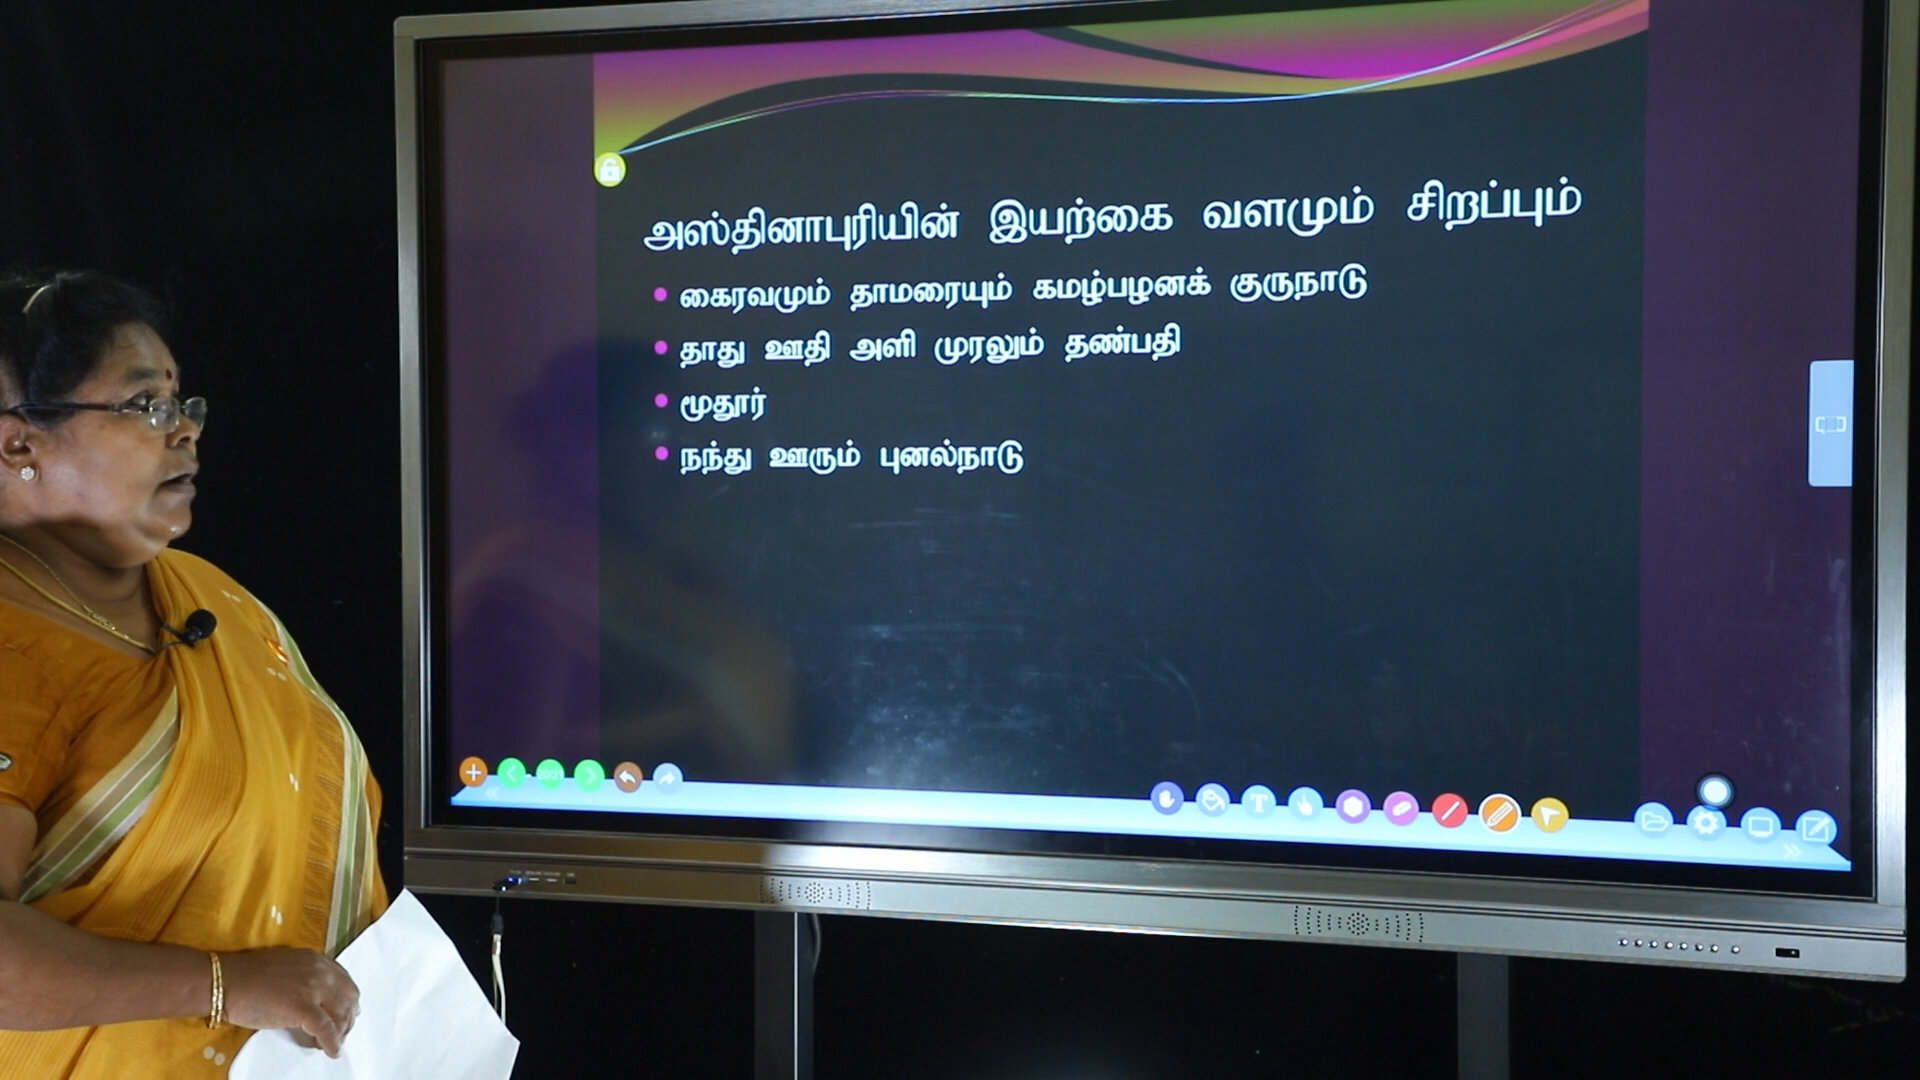 அஸ்தினாபுரியின் இயற்கை வளமும் சிறப்பும்
கைரவமும் தாமரையும் கமழ்பழனக் குருநாடு
தாது ஊதி அளி முரலும் தண்பதி
மூதூர்
நந்து ஊரும் புனல்நாடு